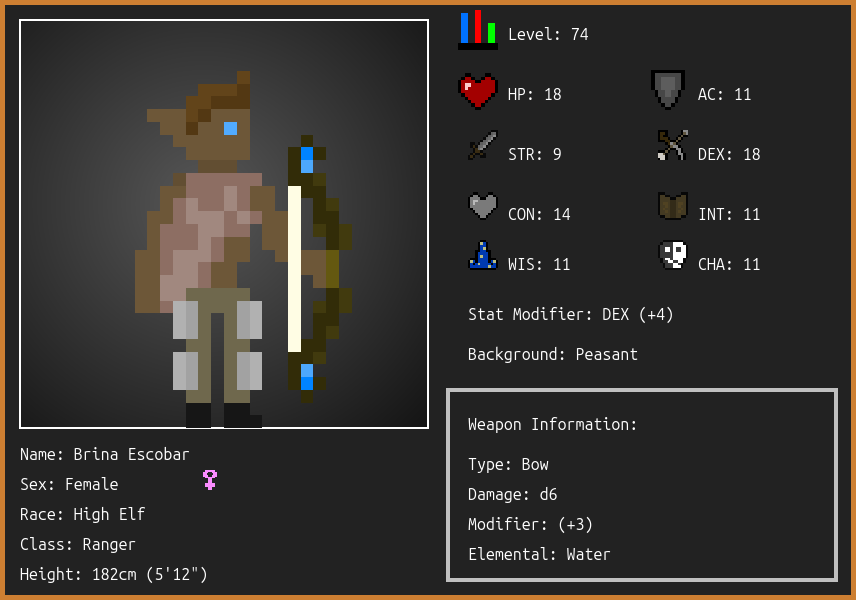 Level: 74
HP: 18
AC: 11
STR: 9
DEX: 18
CON: 14
INT: 11
WIS: 11
CHA: 11
Stat Modifier: DEX (+4)
Background: Peasant
Weapon Information:
Type: Bow
Damage: d6
Modifier: (+3)
Elemental: Water
Name: Brina Escobar
Sex: Female
Race: High Elf
Class: Ranger
Height: 182cm (5'12")